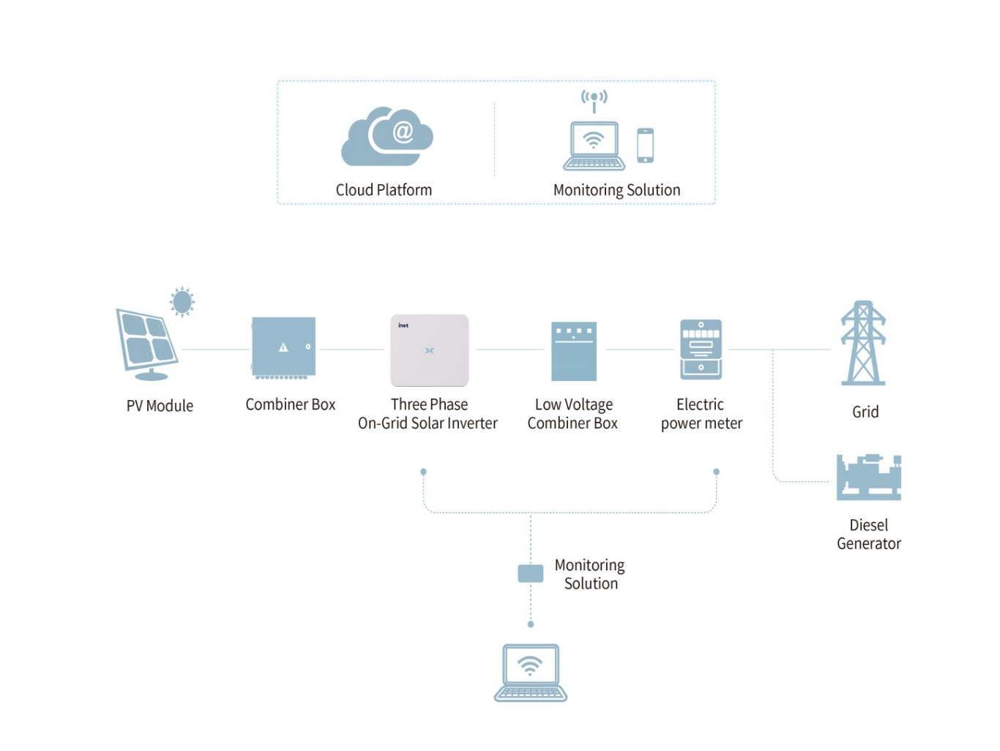 @
Cloud Platform
Monitoring Solution
invt
PV Module
Combiner Box
Three Phase
On-Grid Solar Inverter
Low Voltage
Combiner Box
Electric
power meter
Grid
Diesel
Generator
Monitoring
Solution